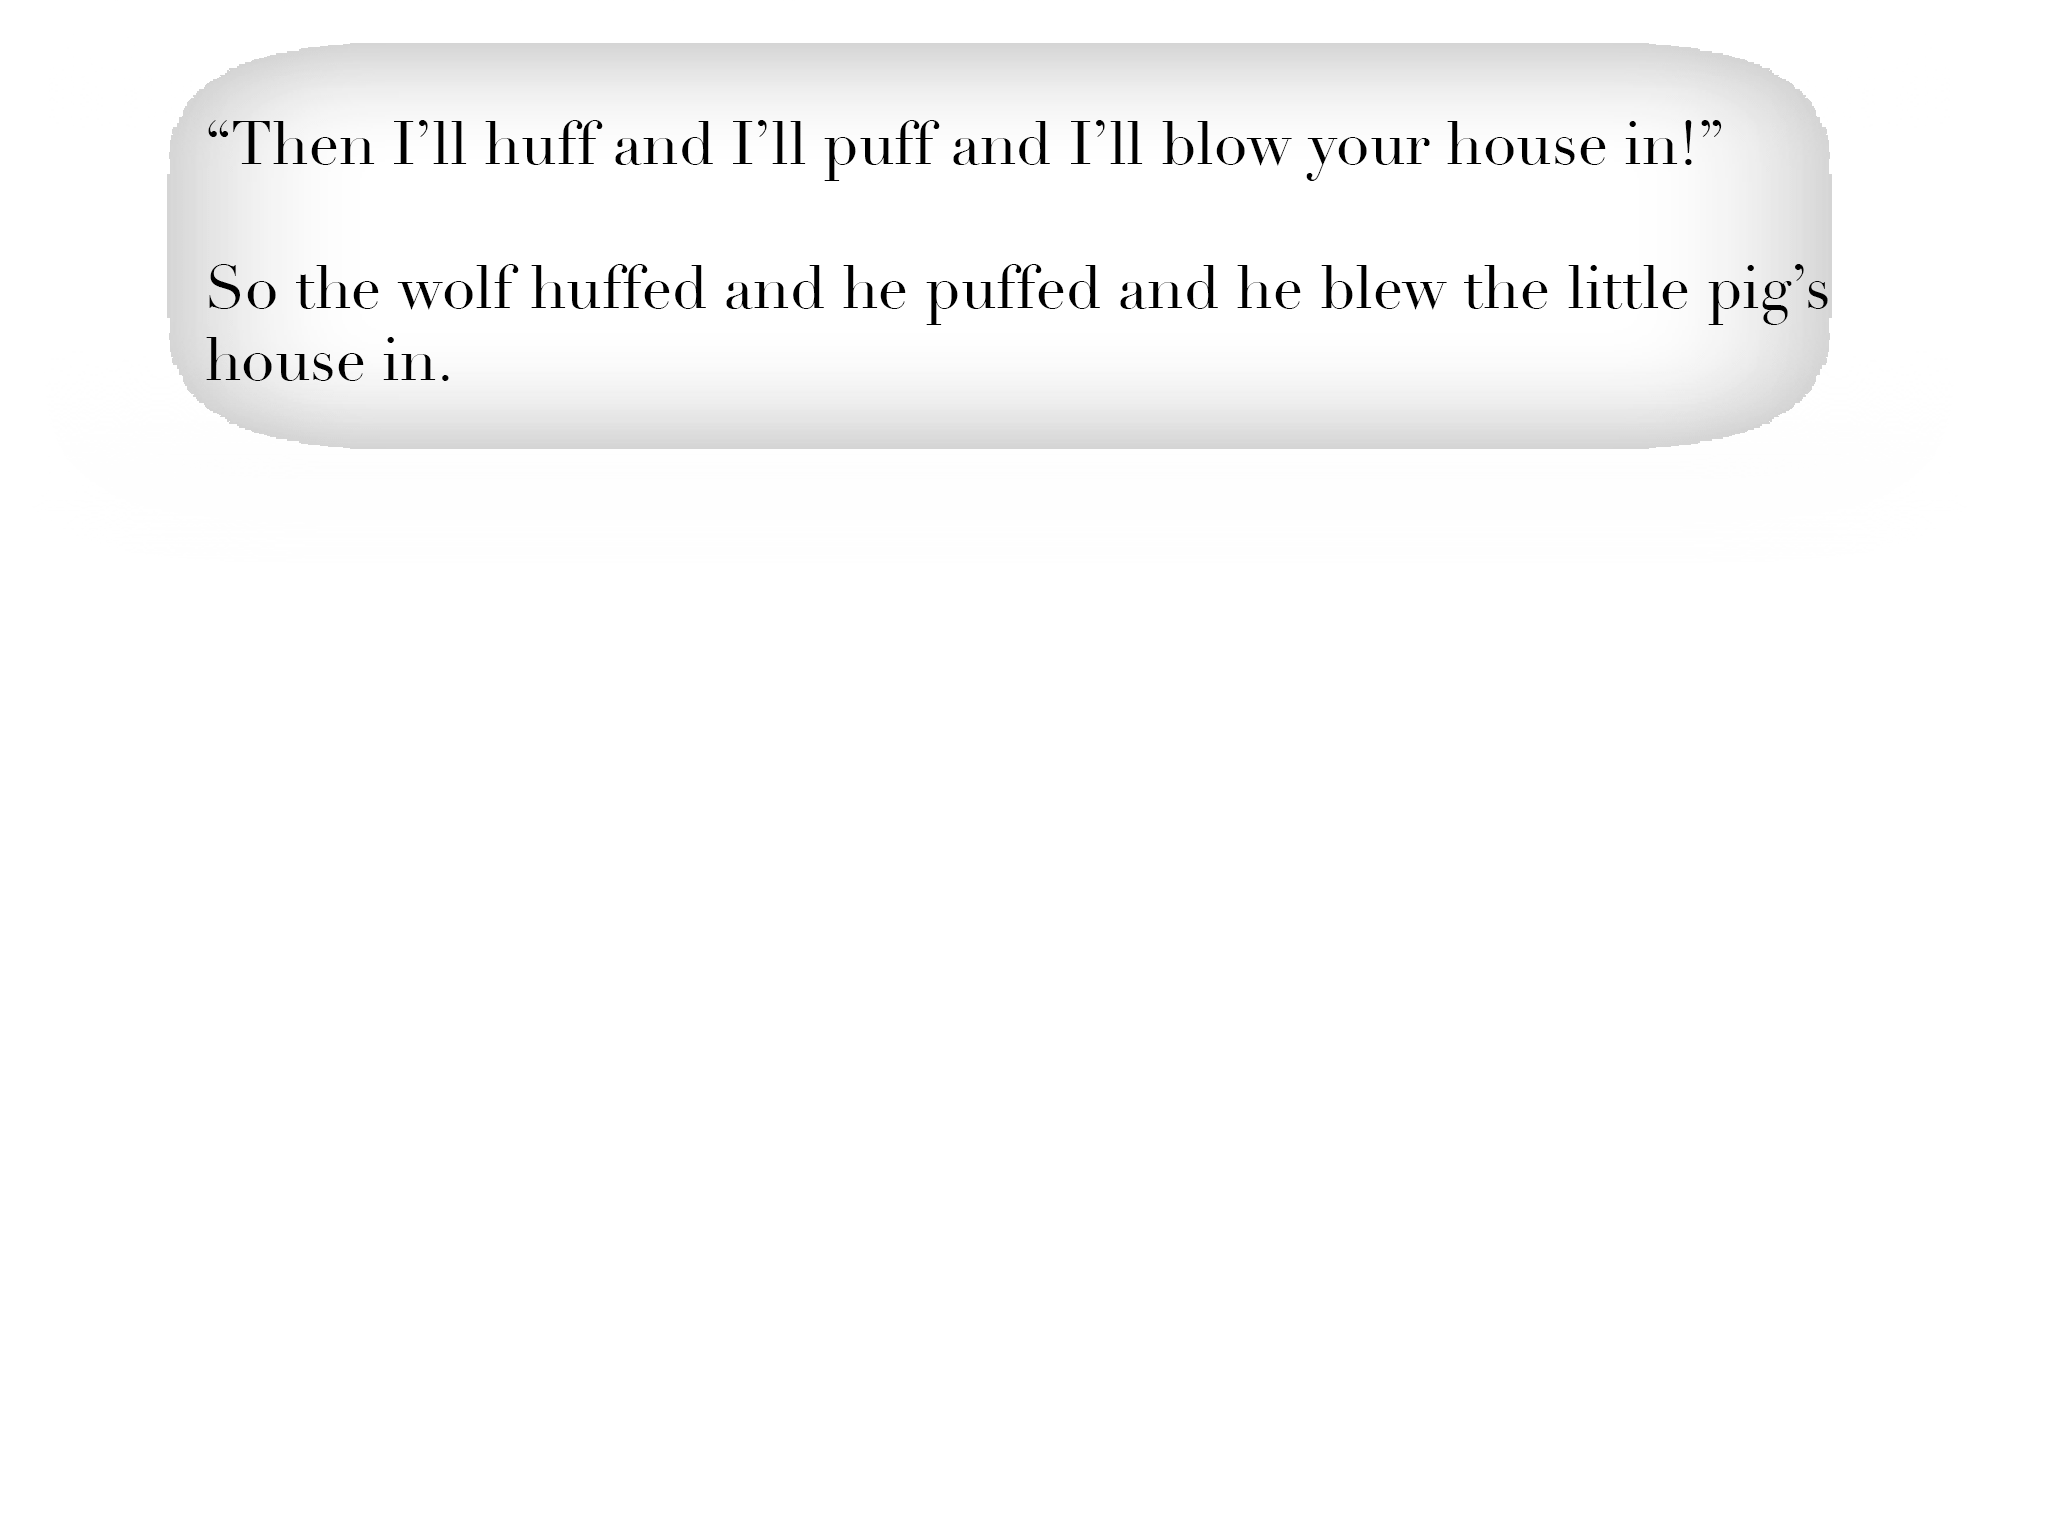 “Then I’ll huff and I’ll puff and I’ll blow your house in!”
So the wolf huffed and he puffed and he blew the little pig’s
house in.